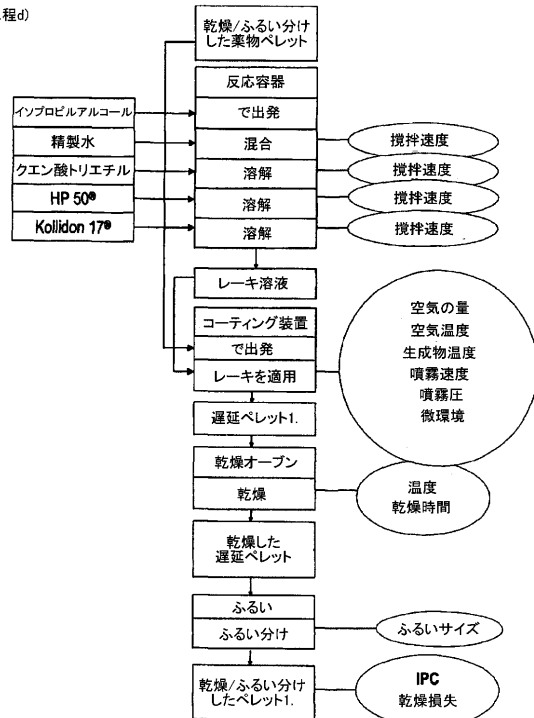 程d)
乾燥/ふるい分け
した薬物ペレット
反応容器
で出発
イソプロピルアルコール
精製水
混合
攪拌速度
クエン酸トリエチル
溶解
攪拌速度
HP 50®
溶解
攪拌速度
Kollidon 17®
溶解
攪拌速度
レーキ溶液
コーティング装置
で出発
レーキを適用
空気の量
空気温度
生成物温度
噴霧速度
噴霧圧
微環境
遅延ペレット1.
乾燥オーブン
乾燥
温度
乾燥時間
乾燥した
遅延ペレット
ふるい
ふるい分け
ふるいサイズ
乾燥/ふるい分け
したペレット1.
IPC
乾燥損失